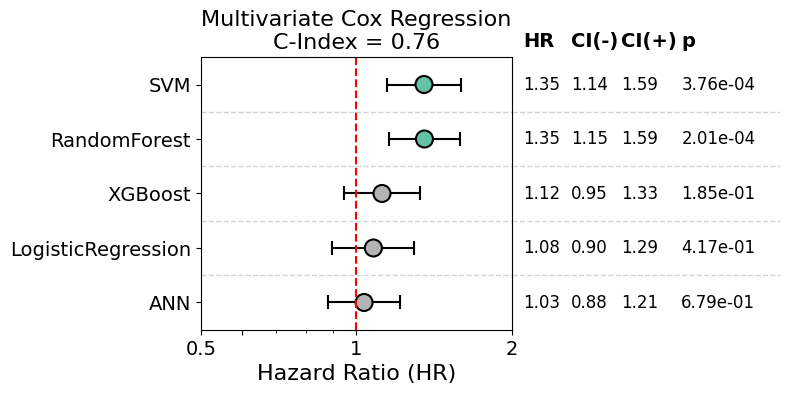 Multivariate Cox Regression
C-Index = 0.76
HR CI(-) CI(+) p
SVM 1.35 1.14 1.59 3.76e-04
RandomForest 1.35 1.15 1.59 2.01e-04
XGBoost 1.12 0.95 1.33 1.85e-01
LogisticRegression 1.08 0.90 1.29 4.17e-01
ANN 1.03 0.88 1.21 6.79e-01
0.5 1 2
Hazard Ratio (HR)